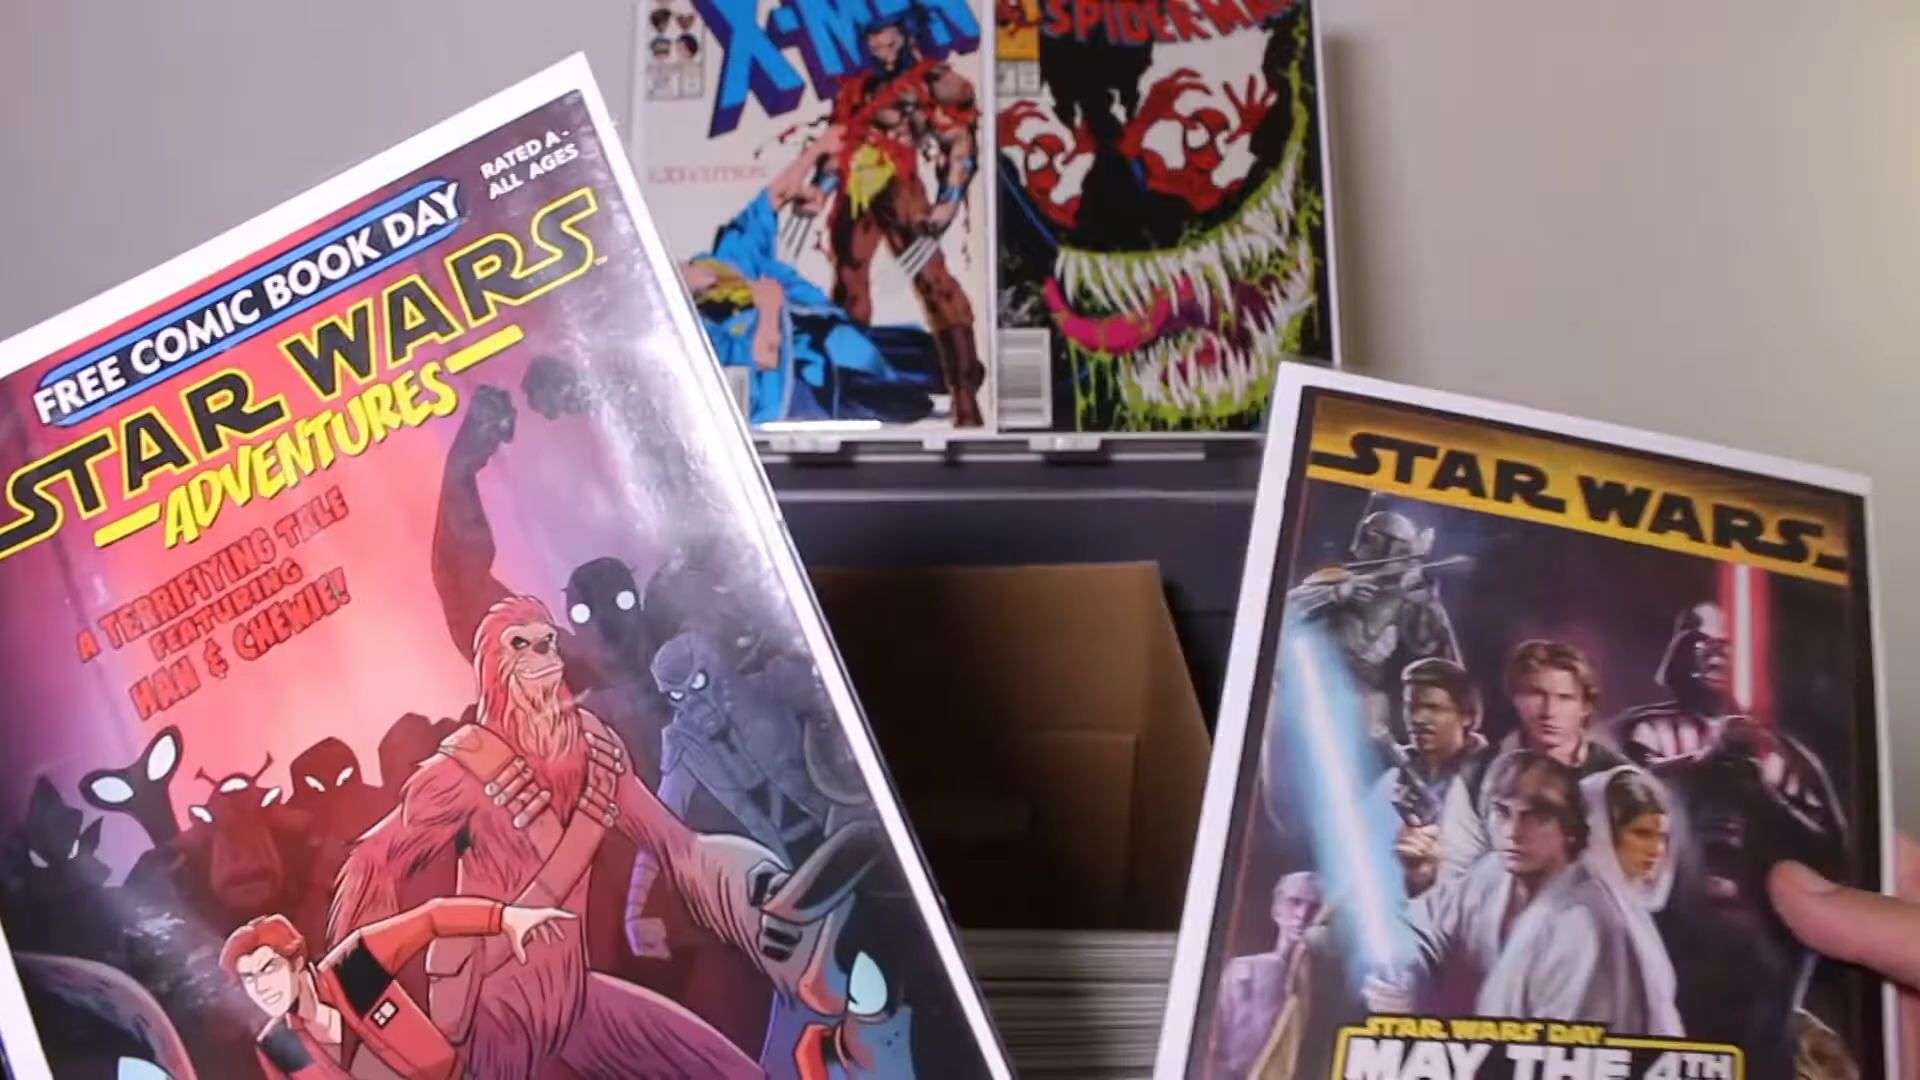 X-MEN
SPIDER-MAN
RATED A -
ALL AGES
FREE COMIC BOOK DAY
STAR WARS
ADVENTURES
A TERRIFIYING TALE
FEATURING
HAN & CHEWIE!
STAR WARS
STAR WARS DAY
MAY THE 4TH